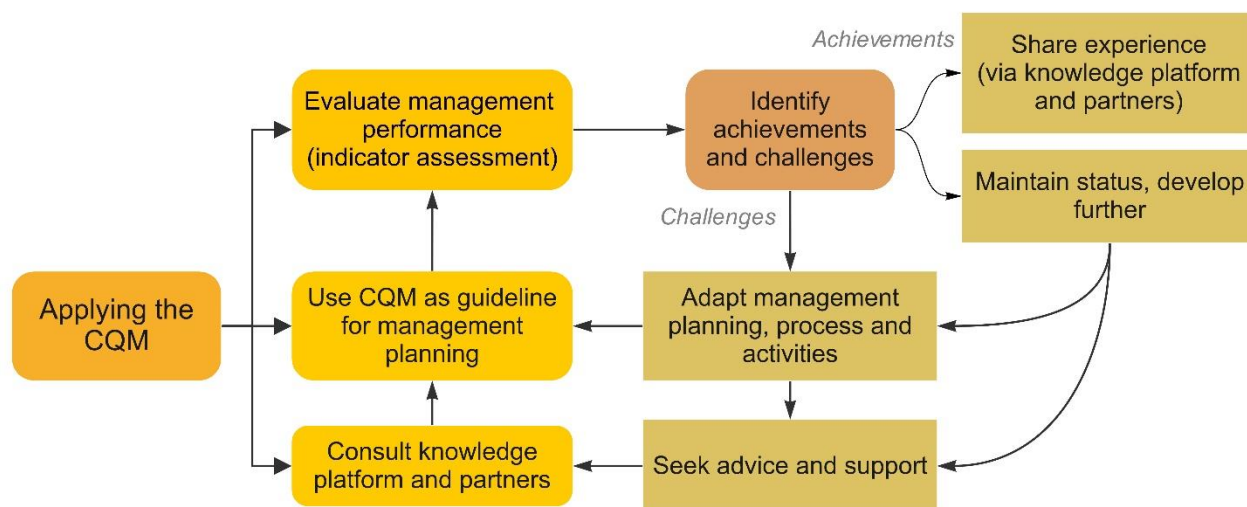 Achievements
Share experience
(via knowledge platform
and partners)
Evaluate management
performance
(indicator assessment)
Identify
achievements
and challenges
Maintain status, develop
further
Challenges
Applying the
CQM
Use CQM as guideline
for management
planning
Adapt management
planning, process and
activities
Consult knowledge
platform and partners
Seek advice and support